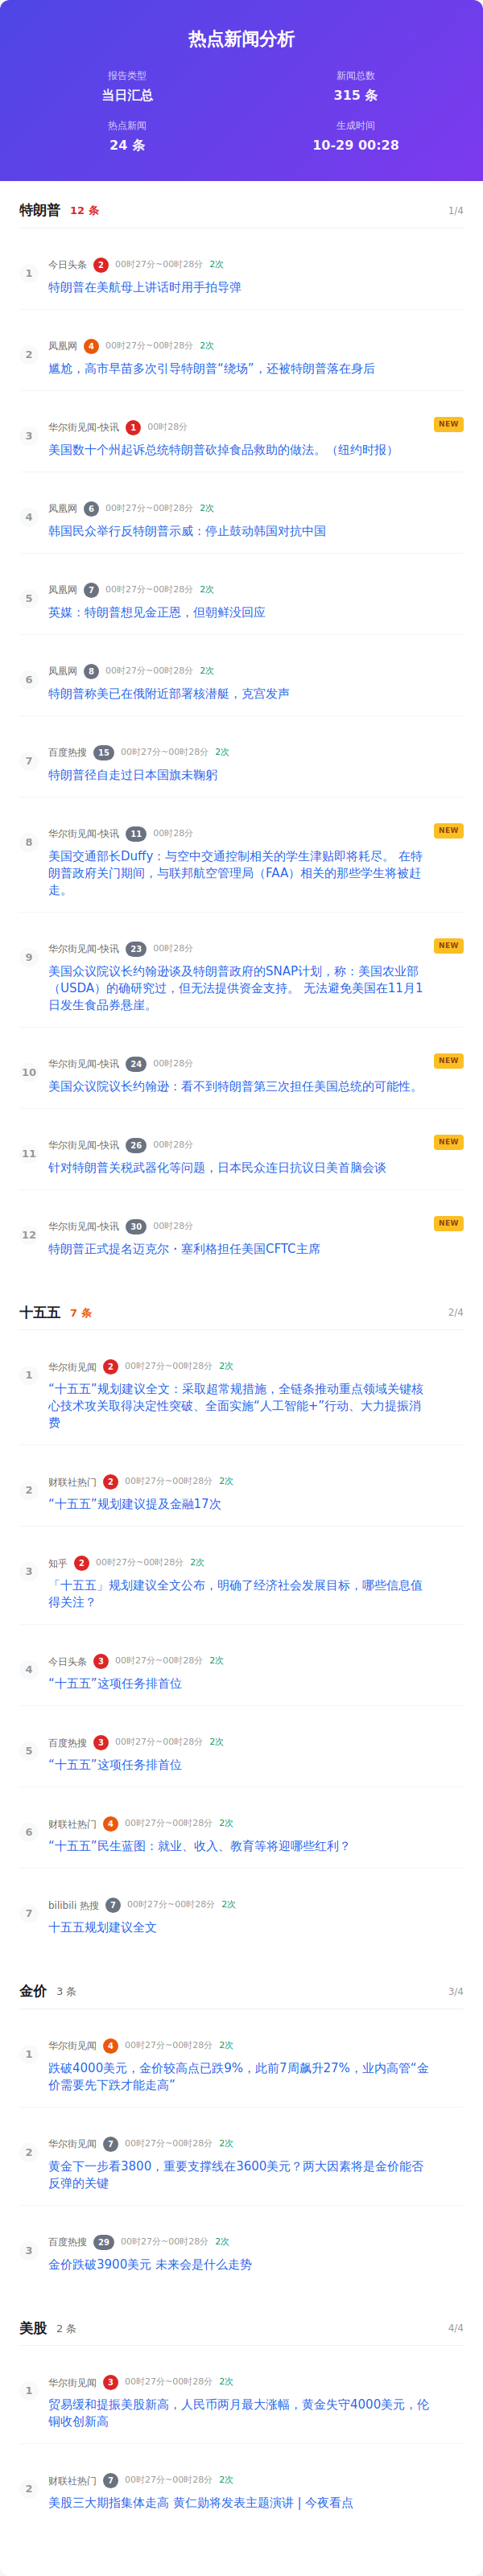 热点新闻分析
报告类型
当日汇总
新闻总数
315 条
热点新闻
24 条
生成时间
10-29 00:28
特朗普 12 条 1/4
1
今日头条 2 00时27分~00时28分 2次
特朗普在美航母上讲话时用手拍导弹
2
凤凰网 4 00时27分~00时28分 2次
尴尬，高市早苗多次引导特朗普“绕场”，还被特朗普落在身后
3
华尔街见闻-快讯 1 00时28分 NEW
美国数十个州起诉总统特朗普砍掉食品救助的做法。（纽约时报）
4
凤凰网 6 00时27分~00时28分 2次
韩国民众举行反特朗普示威：停止鼓动韩国对抗中国
5
凤凰网 7 00时27分~00时28分 2次
英媒：特朗普想见金正恩，但朝鲜没回应
6
凤凰网 8 00时27分~00时28分 2次
特朗普称美已在俄附近部署核潜艇，克宫发声
7
百度热搜 15 00时27分~00时28分 2次
特朗普径自走过日本国旗未鞠躬
8
华尔街见闻-快讯 11 00时28分 NEW
美国交通部长Duffy：与空中交通控制相关的学生津贴即将耗尽。 在特
朗普政府关门期间，与联邦航空管理局（FAA）相关的那些学生将被赶
走。
9
华尔街见闻-快讯 23 00时28分 NEW
美国众议院议长约翰逊谈及特朗普政府的SNAP计划，称：美国农业部
（USDA）的确研究过，但无法提供资金支持。 无法避免美国在11月1
日发生食品券悬崖。
10
华尔街见闻-快讯 24 00时28分 NEW
美国众议院议长约翰逊：看不到特朗普第三次担任美国总统的可能性。
11
华尔街见闻-快讯 26 00时28分 NEW
针对特朗普关税武器化等问题，日本民众连日抗议日美首脑会谈
12
华尔街见闻-快讯 30 00时28分 NEW
特朗普正式提名迈克尔・塞利格担任美国CFTC主席
十五五 7 条 2/4
1
华尔街见闻 2 00时27分~00时28分 2次
“十五五”规划建议全文：采取超常规措施，全链条推动重点领域关键核
心技术攻关取得决定性突破、全面实施“人工智能+”行动、大力提振消
费
2
财联社热门 2 00时27分~00时28分 2次
“十五五”规划建议提及金融17次
3
知乎 2 00时27分~00时28分 2次
「十五五」规划建议全文公布，明确了经济社会发展目标，哪些信息值
得关注？
4
今日头条 3 00时27分~00时28分 2次
“十五五”这项任务排首位
5
百度热搜 3 00时27分~00时28分 2次
“十五五”这项任务排首位
6
财联社热门 4 00时27分~00时28分 2次
“十五五”民生蓝图：就业、收入、教育等将迎哪些红利？
7
bilibili 热搜 7 00时27分~00时28分 2次
十五五规划建议全文
金价 3 条 3/4
1
华尔街见闻 4 00时27分~00时28分 2次
跌破4000美元，金价较高点已跌9%，此前7周飙升27%，业内高管“金
价需要先下跌才能走高”
2
华尔街见闻 7 00时27分~00时28分 2次
黄金下一步看3800，重要支撑线在3600美元？两大因素将是金价能否
反弹的关键
3
百度热搜 29 00时27分~00时28分 2次
金价跌破3900美元 未来会是什么走势
美股 2 条 4/4
1
华尔街见闻 3 00时27分~00时28分 2次
贸易缓和提振美股新高，人民币两月最大涨幅，黄金失守4000美元，伦
铜收创新高
2
财联社热门 7 00时27分~00时28分 2次
美股三大期指集体走高 黄仁勋将发表主题演讲 | 今夜看点